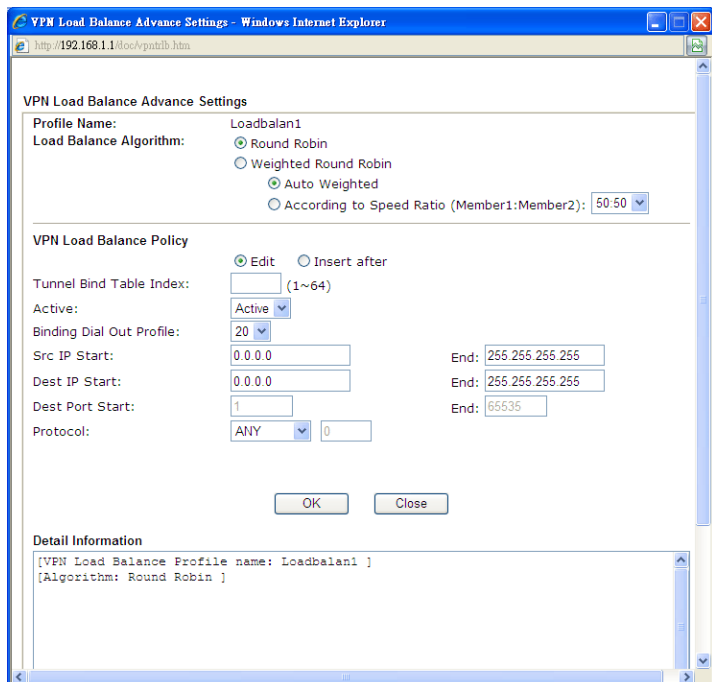 VPN Load Balance Advance Settings - Windows Internet Explorer
http://192.168.1.1/doc/vpntrlb.htm
VPN Load Balance Advance Settings
Profile Name: Loadbalan1
Load Balance Algorithm: Round Robin
Weighted Round Robin
Auto Weighted
According to Speed Ratio (Member1:Member2): 50:50
VPN Load Balance Policy
Edit Insert after
Tunnel Bind Table Index: (1~64)
Active: Active
Binding Dial Out Profile: 20
Src IP Start: 0.0.0.0 End: 255.255.255.255
Dest IP Start: 0.0.0.0 End: 255.255.255.255
Dest Port Start: 1 End: 65535
Protocol: ANY 0
OK Close
Detail Information
[VPN Load Balance Profile name: Loadbalan1 ]
[Algorithm: Round Robin ]